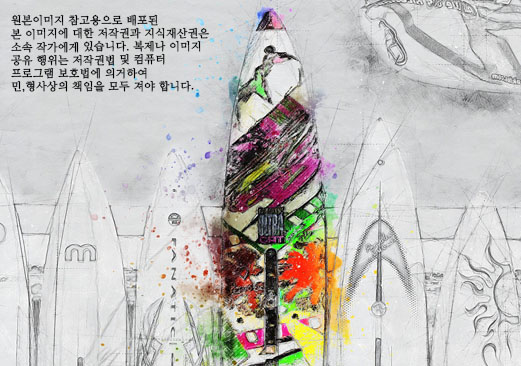 원본이미지 참고용으로 배포된
본 이미지에 대한 저작권과 지식재산권은
소속 작가에게 있습니다. 복제나 이미지
공유 행위는 저작권법 및 컴퓨터
프로그램 보호법에 의거하여
민,형사상의 책임을 모두 져야 합니다.
m
FANATIC
ULTRA